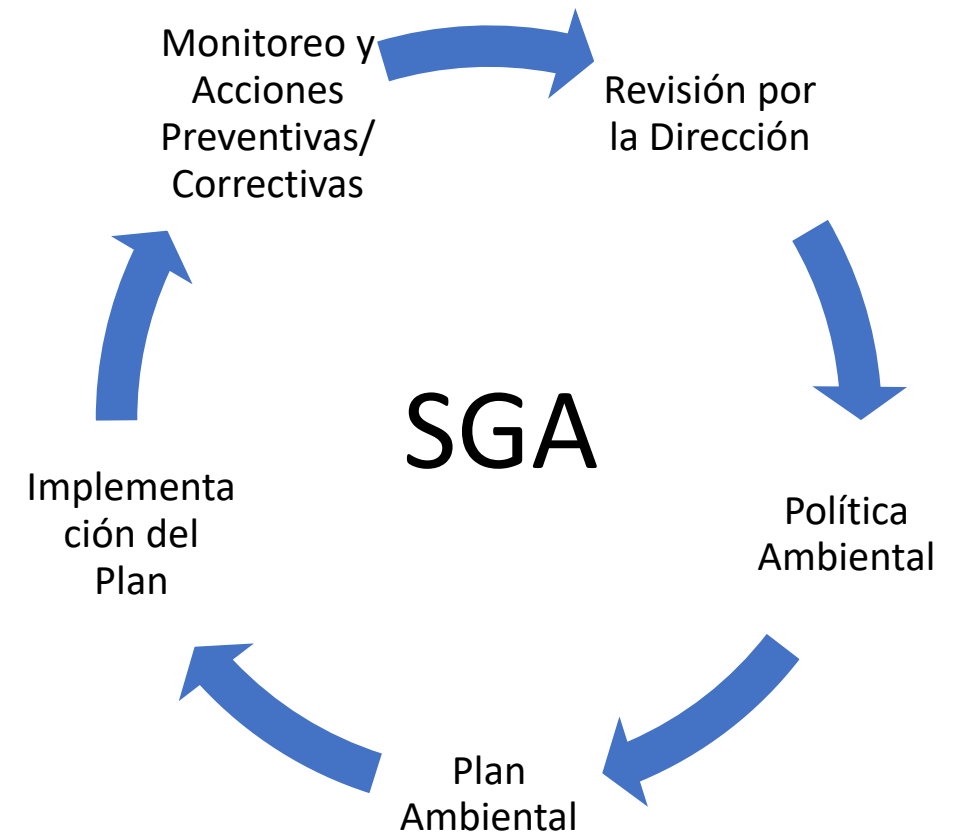 Monitoreo y
Acciones
Preventivas/
Correctivas
Revisión por
la Dirección
SGA
Política
Ambiental
Implementa
ción del
Plan
Plan
Ambiental